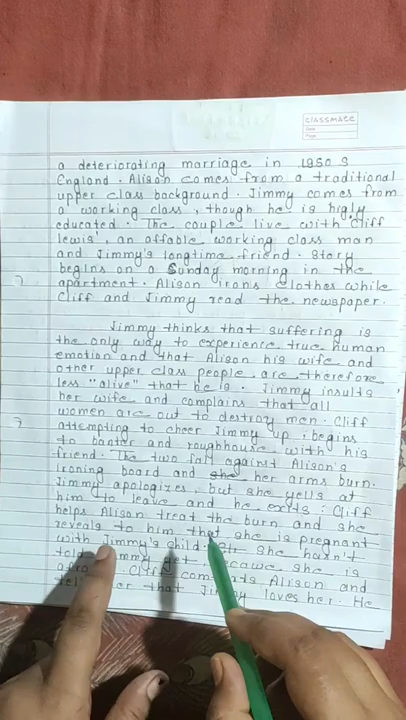 CLASSMATE
Date
Page
a deteriorating marriage in 1950 s
England. Alison comes from a traditional
upper class background. Jimmy comes from
a working class, though he is higly
educated. The couple live with Cliff
lewis, an affable working class man
and Jimmy's longtime friend. Story
begins on a Sunday morning in the
apartment. Alison irons clothes while
Cliff and Jimmy read the newspaper.
Jimmy thinks that suffering is
the only way to experience true human
emotion and that Alison his wife and
other upper class people are therefore
less "alive" that he is. Jimmy insults
her wife and complains that all
women are out to destroy men. Cliff
attempting to cheer Jimmy up, begins
to banter and roughhouse with his
friend. The two fall against Alison's
ironing board and she her arms burn.
Jimmy apologizes, but she yells at
him to leave and he exits: Cliff
helps Alison treat the burn and she
reveals to him that she is pregnant
with Jimmy's child. she hasn't
told Jimmy yet because she is
Cliff comforts Alison and
her that Jimmy loves her. He